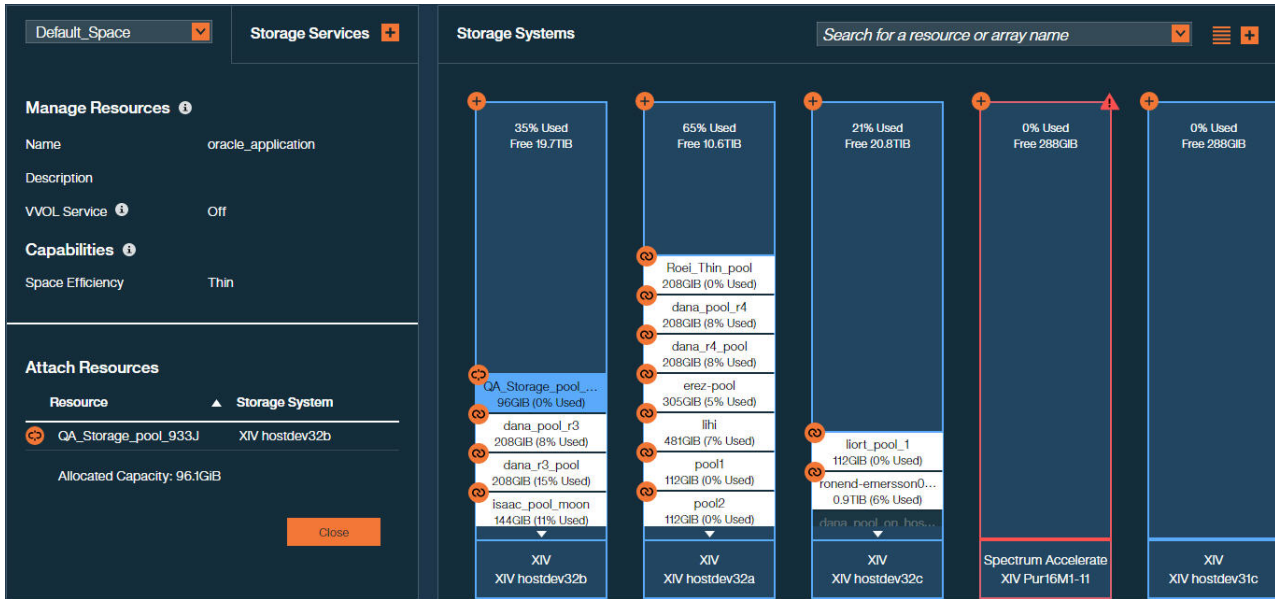 Default_Space
Storage Services
Storage Systems
Search for a resource or array name
Manage Resources
Name oracle_application
Description
VVOL Service Off
Capabilities
Space Efficiency Thin
Attach Resources
Resource Storage System
QA_Storage_pool_933J XIV hostdev32b
Allocated Capacity: 96.1GiB
Close
35% Used
Free 19.7TIB
QA_Storage_pool_...
96GIB (0% Used)
dana_pool_r3
208GIB (8% Used)
dana_r3_pool
208GIB (15% Used)
isaac_pool_moon
144GIB (11% Used)
XIV
XIV hostdev32b
65% Used
Free 10.6TIB
Roei_Thin_pool
208GIB (0% Used)
dana_pool_r4
208GIB (8% Used)
dana_r4_pool
208GIB (8% Used)
erez-pool
305GIB (5% Used)
lihi
481GIB (7% Used)
pool1
112GIB (0% Used)
pool2
112GIB (0% Used)
XIV
XIV hostdev32a
21% Used
Free 20.8TIB
liort_pool_1
112GIB (0% Used)
ronend-emersson0...
0.9TIB (6% Used)
dana_pool_on_hos...
XIV
XIV hostdev32c
0% Used
Free 288GIB
Spectrum Accelerate
XIV Pur16M1-11
0% Used
Free 288GIB
XIV
XIV hostdev31c